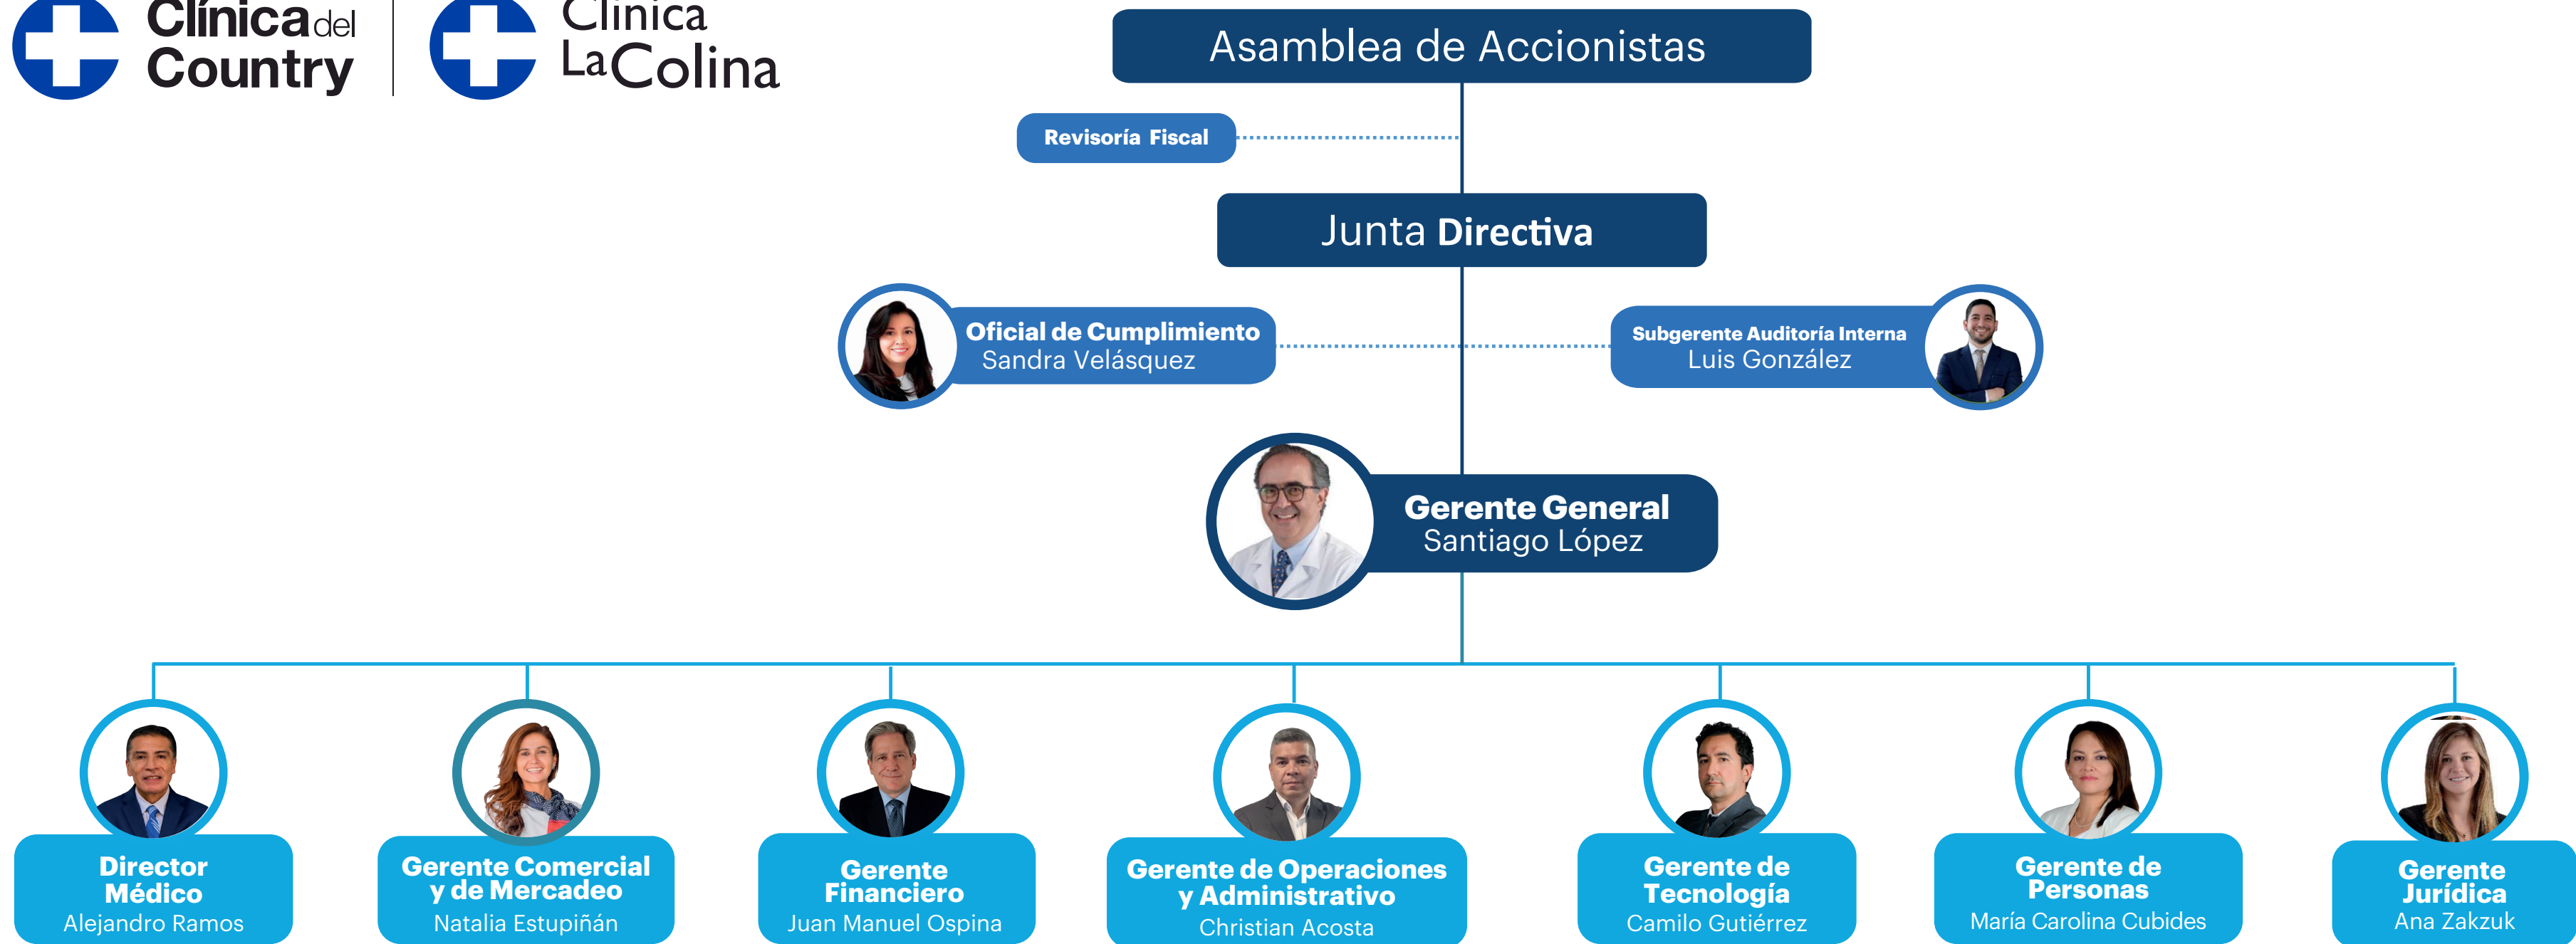 Clínica del
Country
Clínica
La Colina
Asamblea de Accionistas
Revisoría Fiscal
Junta Directiva
Oficial de Cumplimiento
Sandra Velásquez
Subgerente Auditoría Interna
Luis González
Gerente General
Santiago López
Director
Médico
Alejandro Ramos
Gerente Comercial
y de Mercadeo
Natalia Estupiñán
Gerente
Financiero
Juan Manuel Ospina
Gerente de Operaciones
y Administrativo
Christian Acosta
Gerente de
Tecnología
Camilo Gutiérrez
Gerente de
Personas
María Carolina Cubides
Gerente
Jurídica
Ana Zakzuk